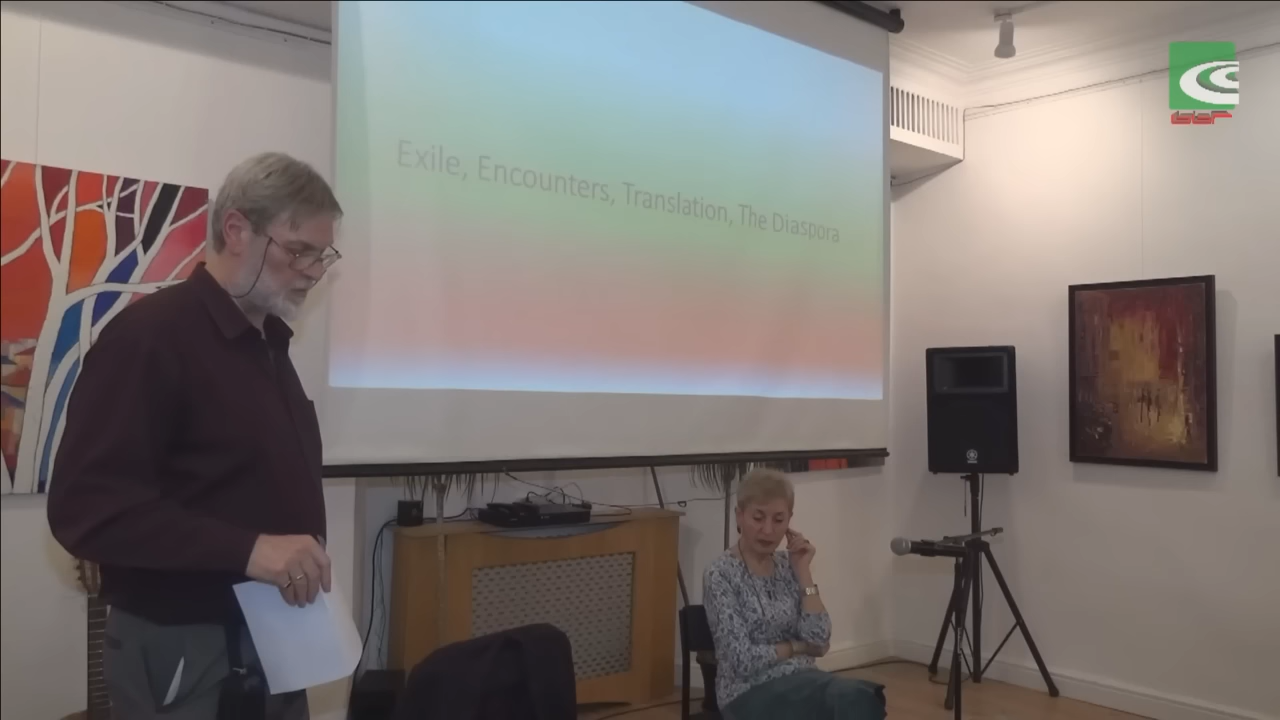 Exile, Encounters, Translation, The Diaspora